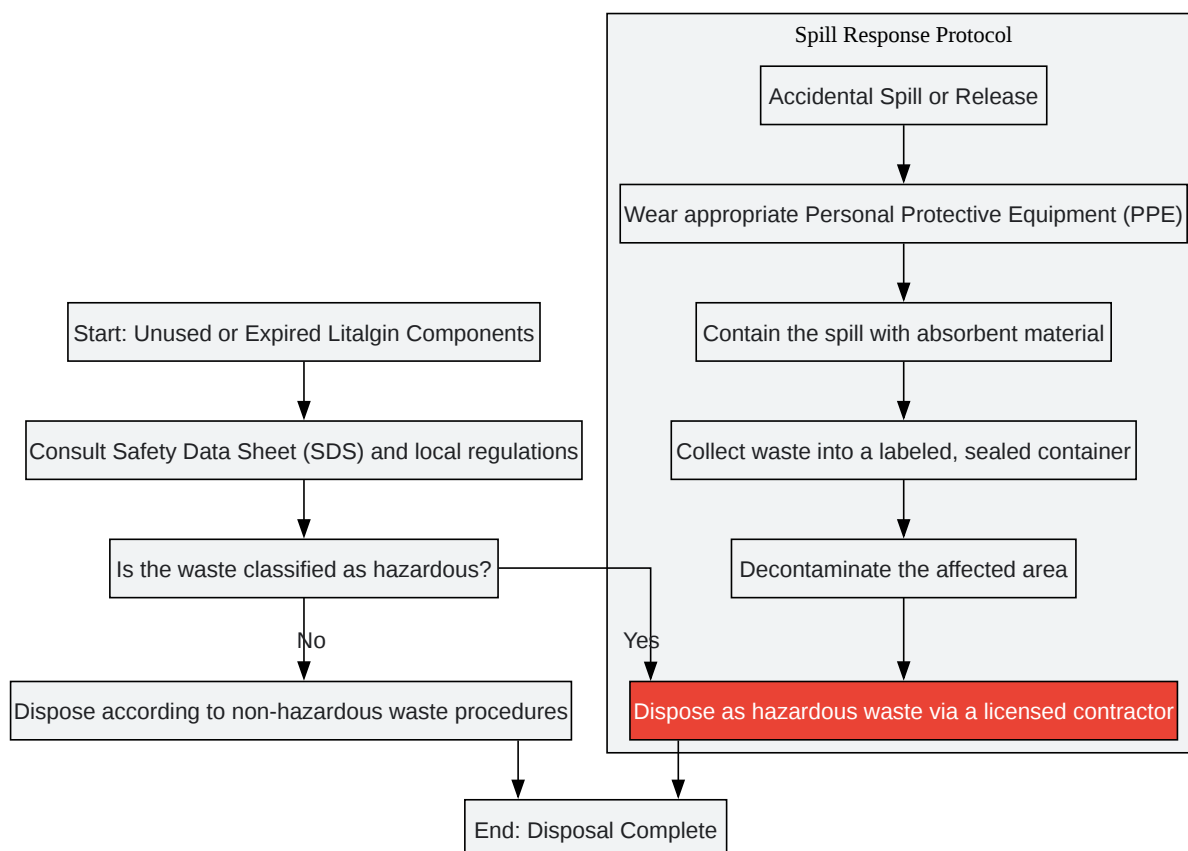 Spill Response Protocol
Accidental Spill or Release
Wear appropriate Personal Protective Equipment (PPE)
Start: Unused or Expired Litalgin Components
Contain the spill with absorbent material
Consult Safety Data Sheet (SDS) and local regulations
Collect waste into a labeled, sealed container
Is the waste classified as hazardous?
Decontaminate the affected area
No
Yes
Dispose according to non-hazardous waste procedures
Dispose as hazardous waste via a licensed contractor
End: Disposal Complete